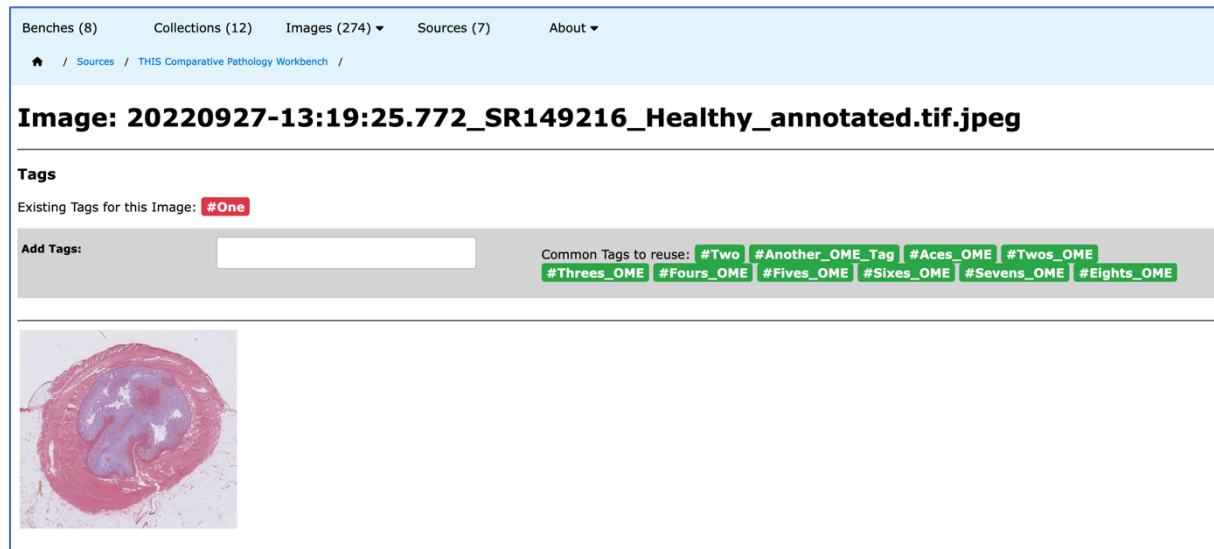 Benches (8) Collections (12) Images (274) ▾ Sources (7) About ▾
/ Sources / THIS Comparative Pathology Workbench /
Image: 20220927-13:19:25.772_SR149216_Healthy_annotated.tif.jpeg
Tags
Existing Tags for this Image: #One
Add Tags:
Common Tags to reuse: #Two #Another_OME_Tag #Aces_OME #Twos_OME
#Threes_OME #Fours_OME #Fives_OME #Sixes_OME #Sevens_OME #Eights_OME